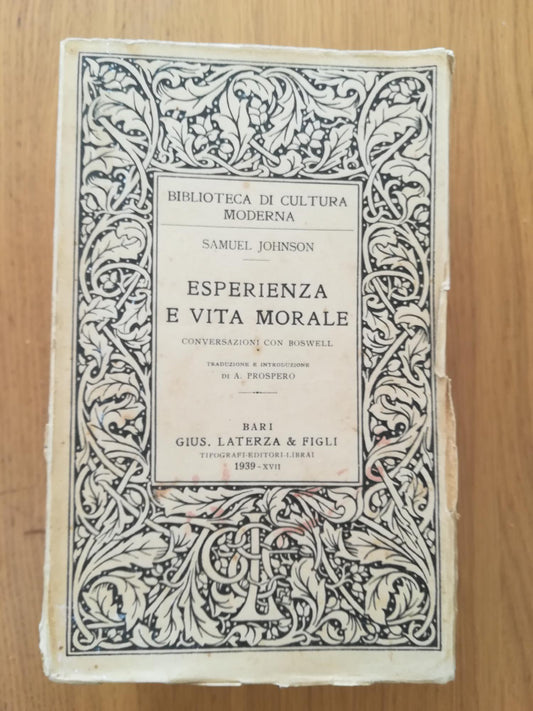 BIBLIOTECA DI CULTURA
MODERNA
SAMUEL JOHNSON
ESPERIENZA
E VITA MORALE
CONVERSAZIONI CON BOSWELL
TRADUZIONE E INTRODUZIONE
DI A. PROSPERO
BARI
GIUS. LATERZA & FIGLI
TIPOGRAFI-EDITORI-LIBRAI
1939 - XVII